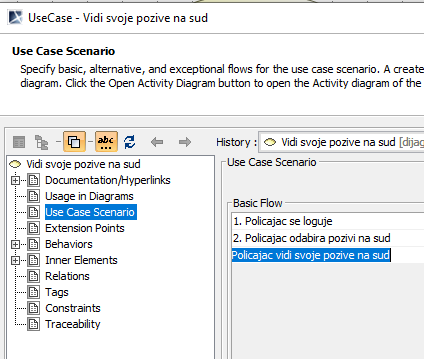 UseCase - Vidi svoje pozive na sud
Use Case Scenario
Specify basic, alternative, and exceptional flows for the use case scenario. A create
diagram. Click the Open Activity Diagram button to open the Activity diagram of the
abc
History :
Vidi svoje pozive na sud [dijag
Vidi svoje pozive na sud
Documentation/Hyperlinks
Usage in Diagrams
Use Case Scenario
Extension Points
Behaviors
Inner Elements
Relations
Tags
Constraints
Traceability
Use Case Scenario
Basic Flow
1. Policajac se loguje
2. Policajac odabira pozivi na sud
Policajac vidi svoje pozive na sud